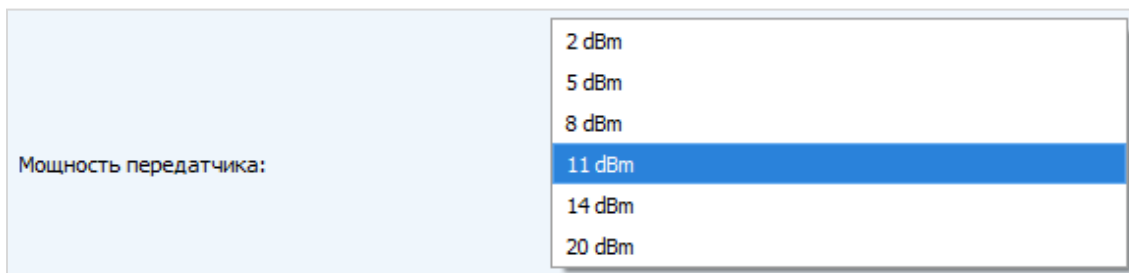 2 dBm
5 dBm
8 dBm
Мощность передатчика:
11 dBm
14 dBm
20 dBm